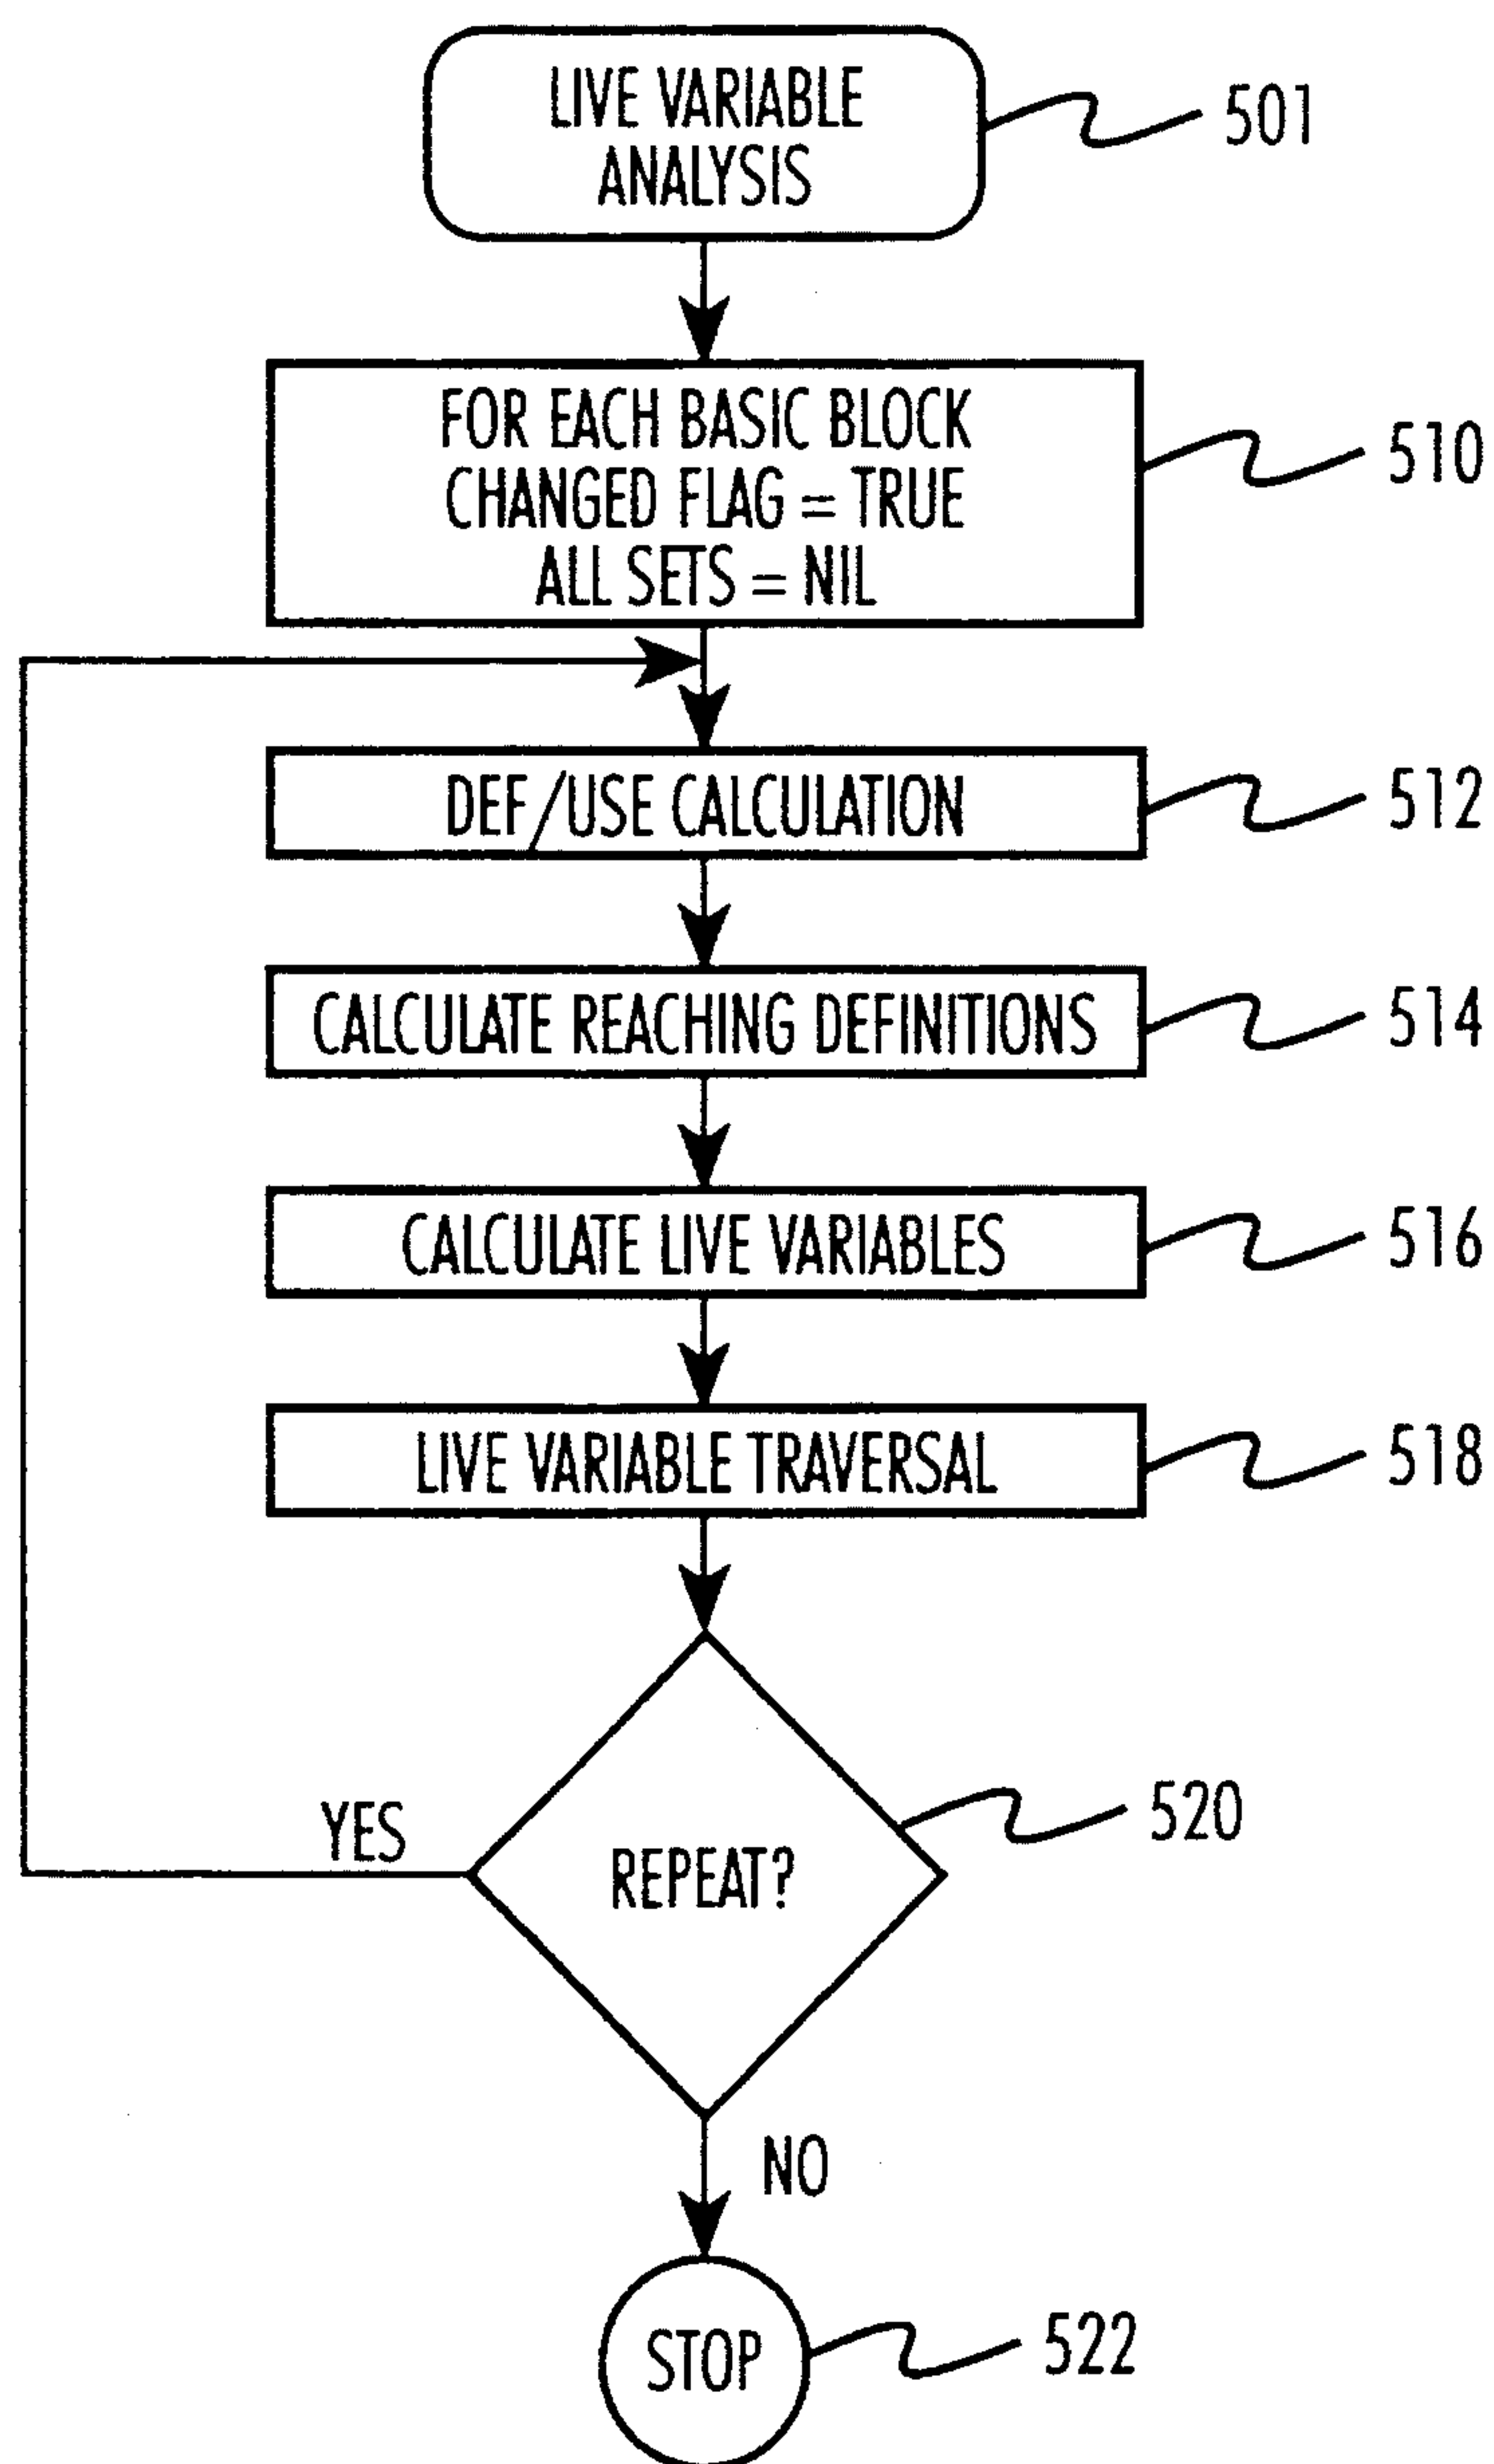 LIVE VARIABLE
ANALYSIS
501
FOR EACH BASIC BLOCK
CHANGED FLAG = TRUE
ALL SETS = NIL
510
DEF/USE CALCULATION
512
CALCULATE REACHING DEFINITIONS
514
CALCULATE LIVE VARIABLES
516
LIVE VARIABLE TRAVERSAL
518
520
YES
REPEAT?
NO
STOP
522